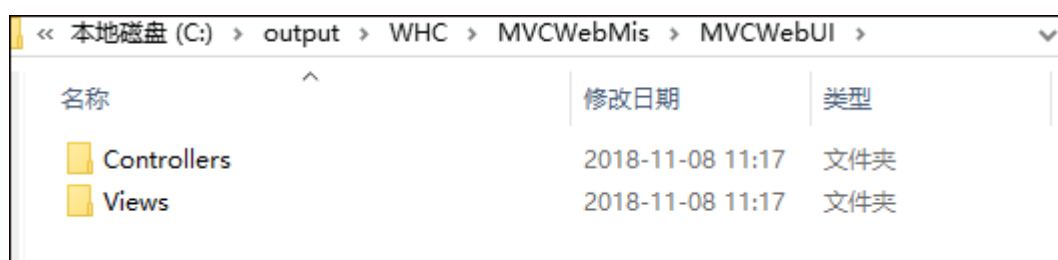 « 本地磁盘 (C:) › output › WHC › MVCWebMis › MVCWebUI ›
名称 修改日期 类型
Controllers 2018-11-08 11:17 文件夹
Views 2018-11-08 11:17 文件夹